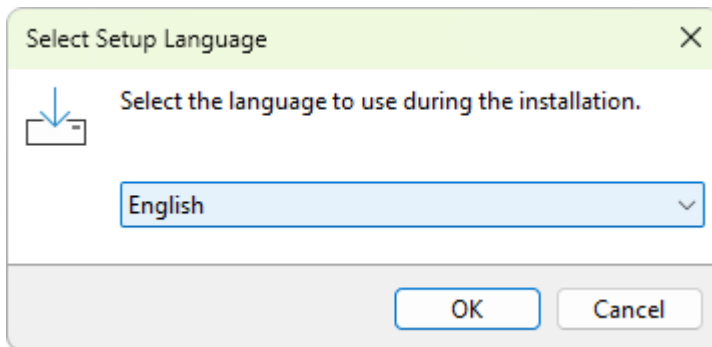 Select Setup Language
Select the language to use during the installation.
English
OK
Cancel